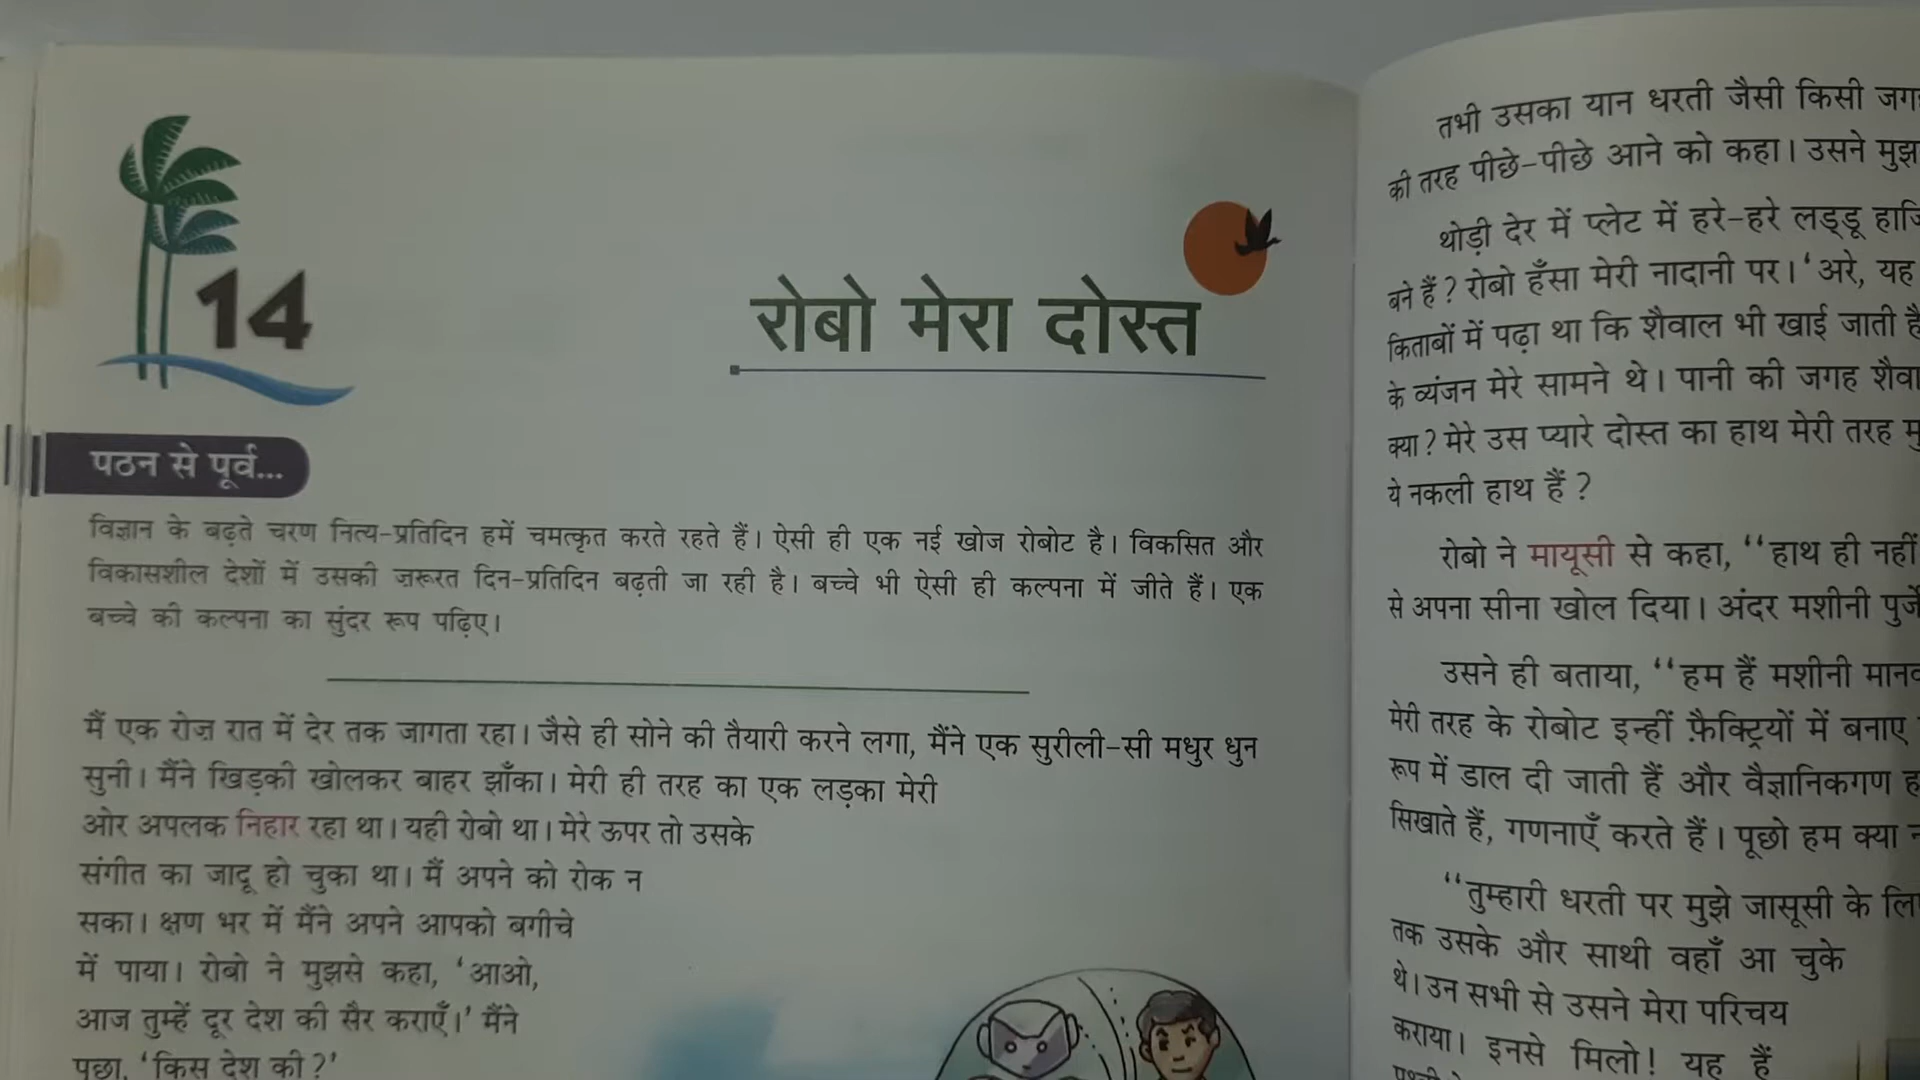 14
रोबो मेरा दोस्त
पठन से पूर्व...
विज्ञान के बढ़ते चरण नित्य-प्रतिदिन हमें चमत्कृत करते रहते हैं। ऐसी ही एक नई खोज रोबोट है। विकसित और
विकासशील देशों में उसकी ज़रूरत दिन-प्रतिदिन बढ़ती जा रही है। बच्चे भी ऐसी ही कल्पना में जीते हैं। एक
बच्चे की कल्पना का सुंदर रूप पढ़िए।
मैं एक रोज़ रात में देर तक जागता रहा। जैसे ही सोने की तैयारी करने लगा, मैंने एक सुरीली-सी मधुर धुन
सुनी। मैंने खिड़की खोलकर बाहर झाँका। मेरी ही तरह का एक लड़का मेरी
ओर अपलक निहार रहा था। यही रोबो था। मेरे ऊपर तो उसके
संगीत का जादू हो चुका था। मैं अपने को रोक न
सका। क्षण भर में मैंने अपने आपको बगीचे
में पाया। रोबो ने मुझसे कहा, ‘आओ,
आज तुम्हें दूर देश की सैर कराएँ।’ मैंने
पूछा, ‘किस देश की?’
तभी उसका यान धरती जैसी किसी
की तरह पीछे-पीछे आने को कहा। उसने
थोड़ी देर में प्लेट में हरे-हरे लड्डू
बने हैं? रोबो हँसा मेरी नादानी पर। ‘अरे, यह
किताबों में पढ़ा था कि शैवाल भी खाई जाती
के व्यंजन मेरे सामने थे। पानी की जगह
क्या? मेरे उस प्यारे दोस्त का हाथ मेरी तरह
ये नकली हाथ हैं?
रोबो ने मायूसी से कहा, “हाथ ही नहीं
से अपना सीना खोल दिया। अंदर मशीनी
उसने ही बताया, “हम हैं मशीनी
मेरी तरह के रोबोट इन्हीं फ़ैक्ट्रियों में बनाए
रूप में डाल दी जाती हैं और वैज्ञानिकगण
सिखाते हैं, गणनाएँ करते हैं। पूछो हम क्या
“तुम्हारी धरती पर मुझे जासूसी के
तक उसके और साथी वहाँ आ चुके
थे। उन सभी से उसने मेरा परिचय
कराया। इनसे मिलो! यह हैं